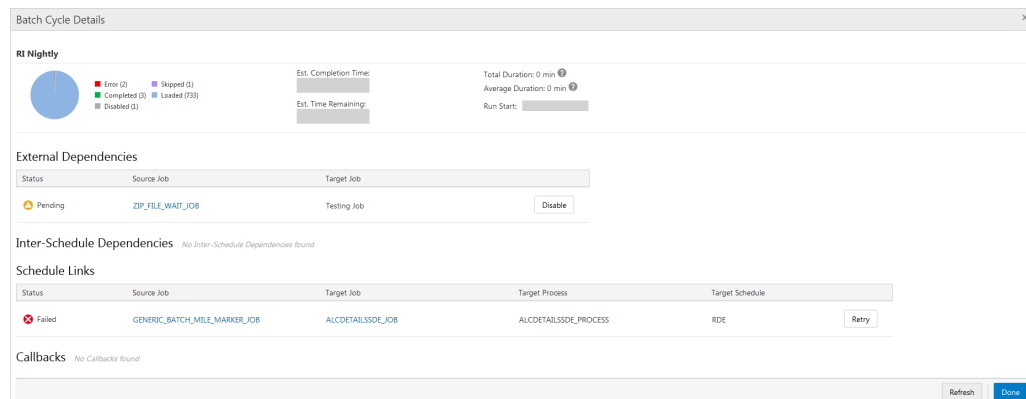 Batch Cycle Details
RI Nightly
Error (2) Skipped (1)
Completed (3) Loaded (733)
Disabled (1)
Est. Completion Time:
Est. Time Remaining:
Total Duration: 0 min ?
Average Duration: 0 min ?
Run Start:
External Dependencies
Status Source Job Target Job
Pending ZIP_FILE_WAIT_JOB Testing Job Disable
Inter-Schedule Dependencies No Inter-Schedule Dependencies found
Schedule Links
Status Source Job Target Job Target Process Target Schedule
Failed GENERIC_BATCH_MILE_MARKER_JOB ALCDETAILSSDE_JOB ALCDETAILSSDE_PROCESS RDE Retry
Callbacks No Callbacks found
Refresh Done